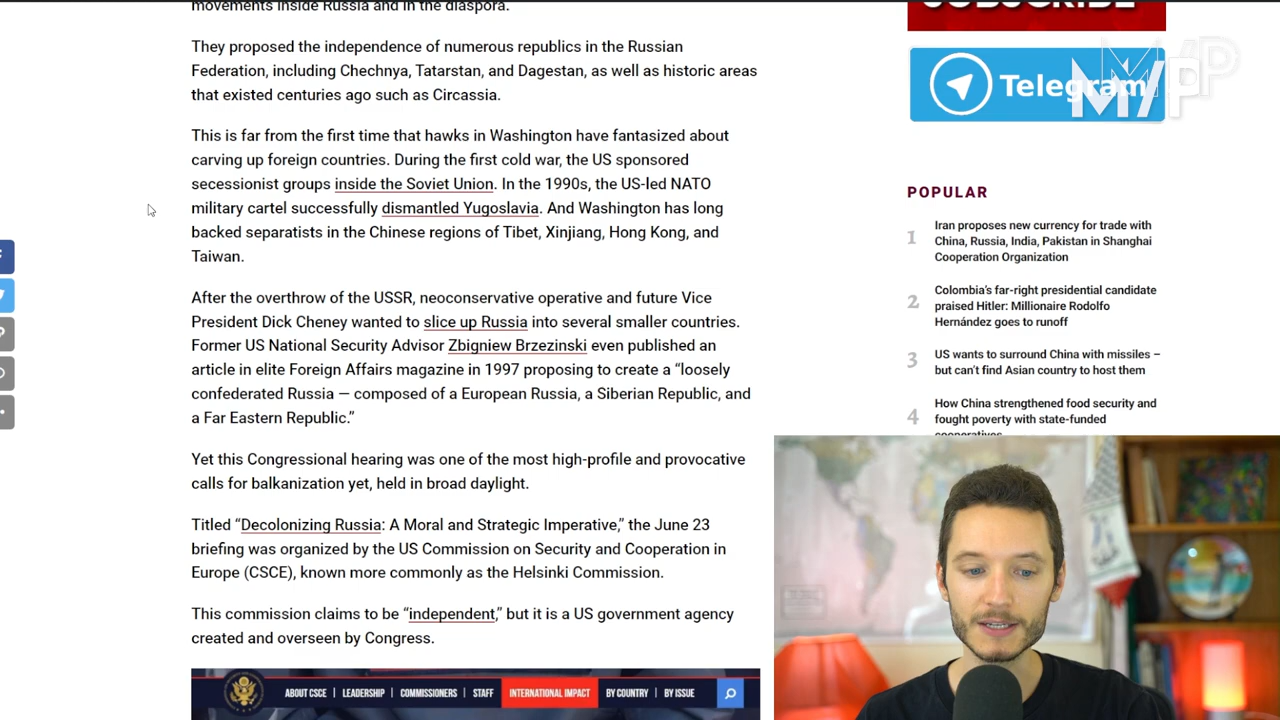 movements inside Russia and in the diaspora.
They proposed the independence of numerous republics in the Russian
Federation, including Chechnya, Tatarstan, and Dagestan, as well as historic areas
that existed centuries ago such as Circassia.
This is far from the first time that hawks in Washington have fantasized about
carving up foreign countries. During the first cold war, the US sponsored
secessionist groups inside the Soviet Union. In the 1990s, the US-led NATO
military cartel successfully dismantled Yugoslavia. And Washington has long
backed separatists in the Chinese regions of Tibet, Xinjiang, Hong Kong, and
Taiwan.
After the overthrow of the USSR, neoconservative operative and future Vice
President Dick Cheney wanted to slice up Russia into several smaller countries.
Former US National Security Advisor Zbigniew Brzezinski even published an
article in elite Foreign Affairs magazine in 1997 proposing to create a “loosely
confederated Russia — composed of a European Russia, a Siberian Republic, and
a Far Eastern Republic.”
Yet this Congressional hearing was one of the most high-profile and provocative
calls for balkanization yet, held in broad daylight.
Titled “Decolonizing Russia: A Moral and Strategic Imperative,” the June 23
briefing was organized by the US Commission on Security and Cooperation in
Europe (CSCE), known more commonly as the Helsinki Commission.
This commission claims to be “independent,” but it is a US government agency
created and overseen by Congress.
ABOUT CSCE | LEADERSHIP | COMMISSIONERS | STAFF INTERNATIONAL IMPACT BY COUNTRY | BY ISSUE
SUBSCRIBE
Telegram
M/P
POPULAR
1 Iran proposes new currency for trade with
China, Russia, India, Pakistan in Shanghai
Cooperation Organization
2 Colombia’s far-right presidential candidate
praised Hitler: Millionaire Rodolfo
Hernández goes to runoff
3 US wants to surround China with missiles –
but can’t find Asian country to host them
4 How China strengthened food security and
fought poverty with state-funded
cooperatives